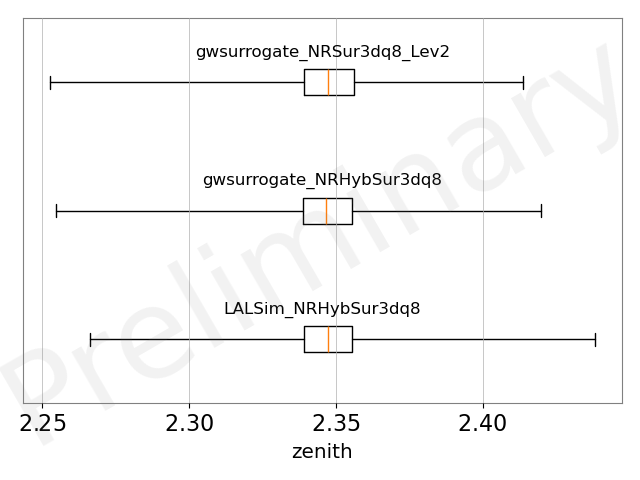 gwsurrogate_NRSur3dq8_Lev2
gwsurrogate_NRHybSur3dq8
LALSim_NRHybSur3dq8
Preliminary
2.25 2.30 2.35 2.40
zenith